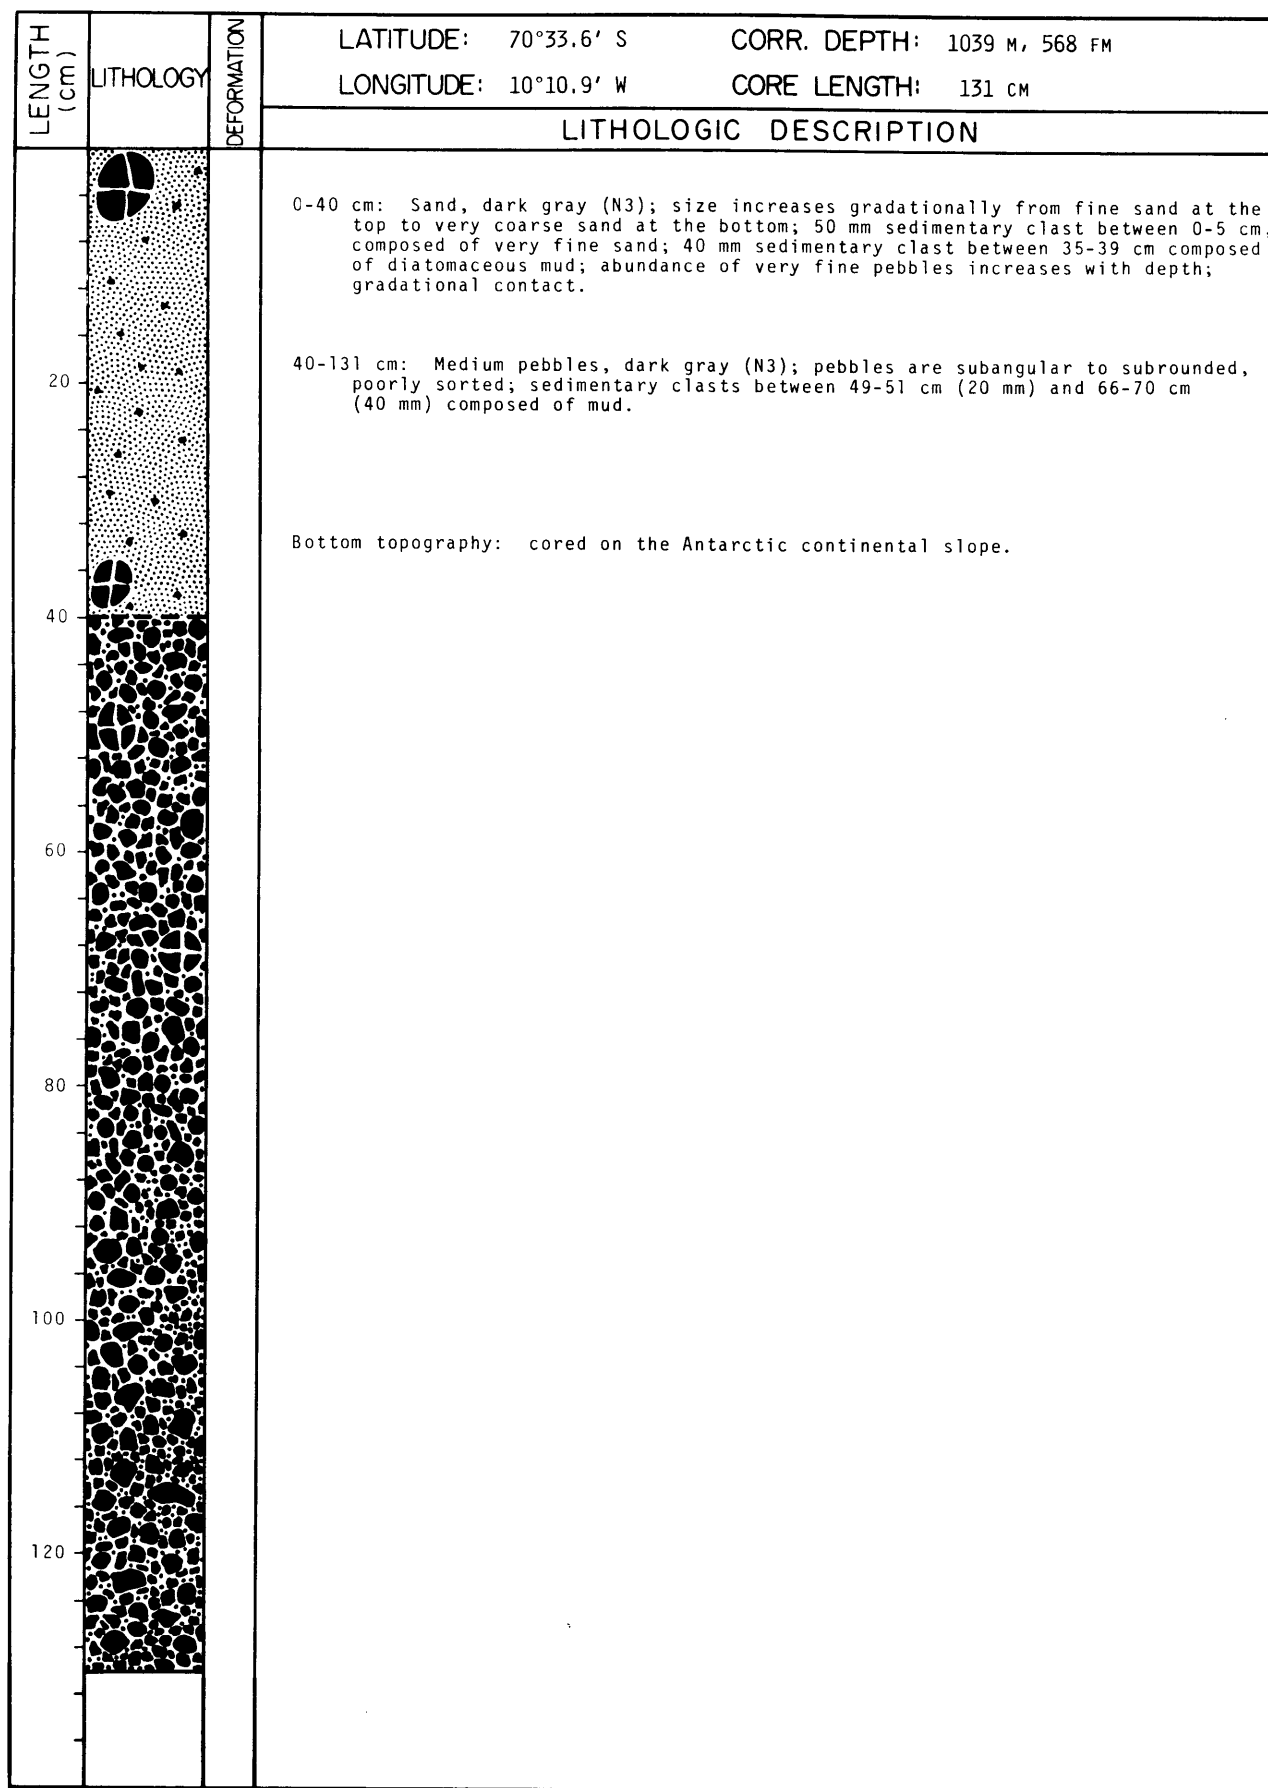 LENGTH (cm)
LITHOLOGY
DEFORMATION
LATITUDE: 70°33.6′ S CORR. DEPTH: 1039 M, 568 FM
LONGITUDE: 10°10.9′ W CORE LENGTH: 131 CM
LITHOLOGIC DESCRIPTION
0-40 cm: Sand, dark gray (N3); size increases gradationally from fine sand at the
top to very coarse sand at the bottom; 50 mm sedimentary clast between 0-5 cm,
composed of very fine sand; 40 mm sedimentary clast between 35-39 cm composed
of diatomaceous mud; abundance of very fine pebbles increases with depth;
gradational contact.
40-131 cm: Medium pebbles, dark gray (N3); pebbles are subangular to subrounded,
poorly sorted; sedimentary clasts between 49-51 cm (20 mm) and 66-70 cm
(40 mm) composed of mud.
Bottom topography: cored on the Antarctic continental slope.
20
40
60
80
100
120